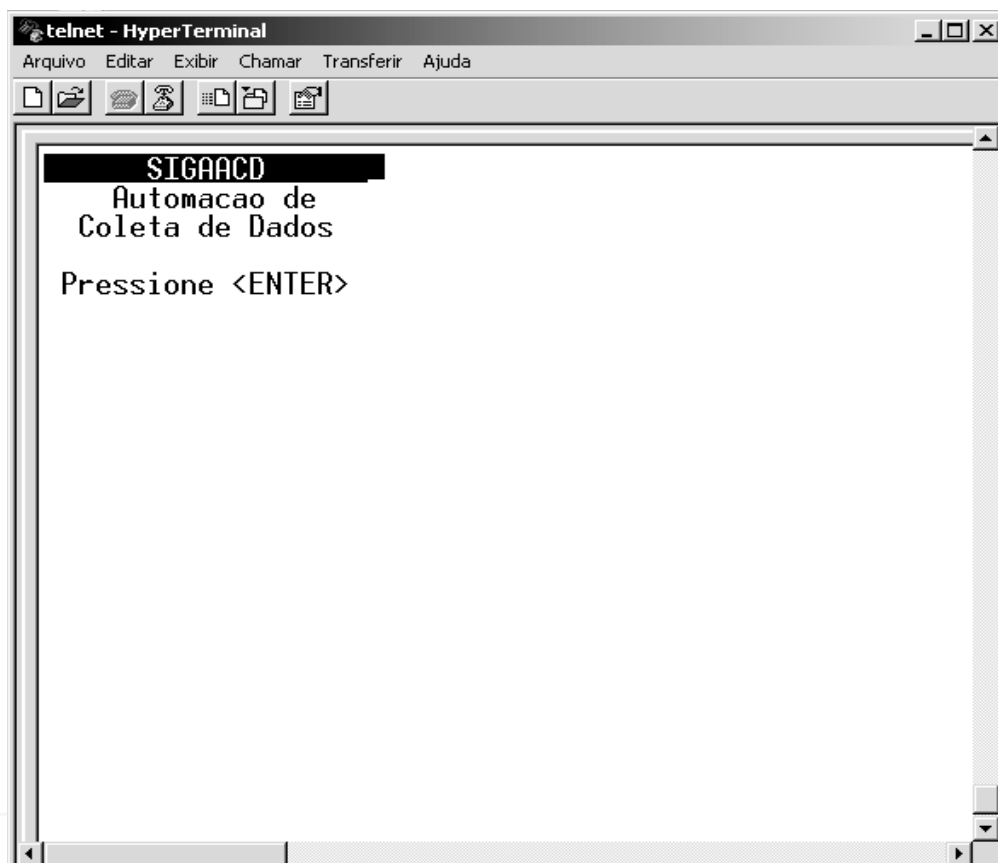 telnet - HyperTerminal
Arquivo Editar Exibir Chamar Transferir Ajuda
SIGAACD
Automacao de
Coleta de Dados
Pressione <ENTER>